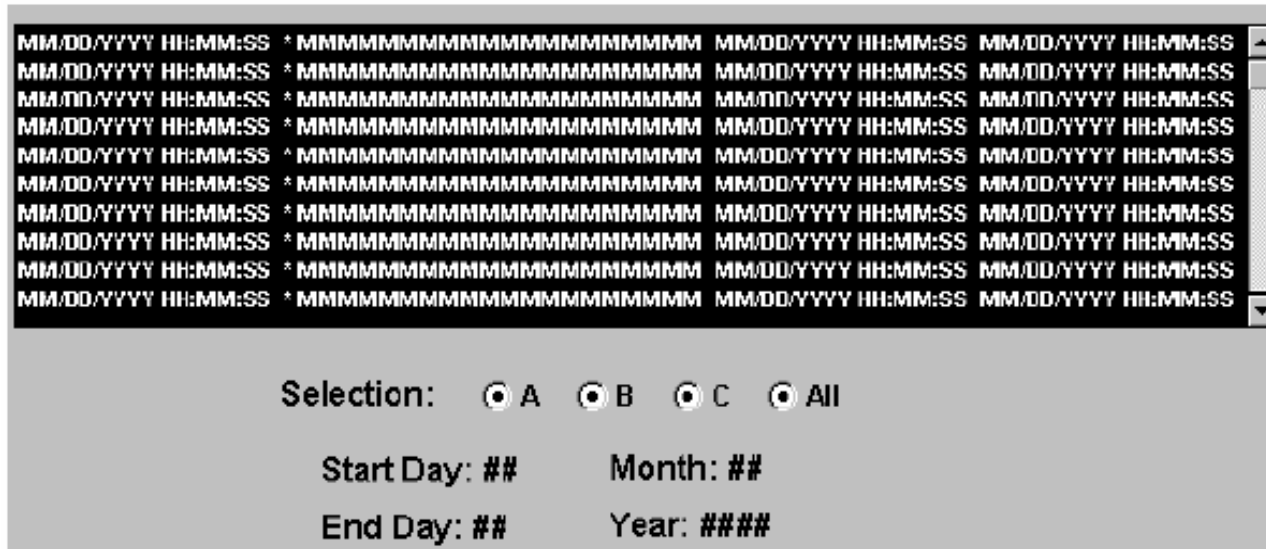 MM/DD/YYYY HH:MM:SS * MMMMMMMMMMMMMMMMMMMM MM/DD/YYYY HH:MM:SS MM/DD/YYYY HH:MM:SS
MM/DD/YYYY HH:MM:SS * MMMMMMMMMMMMMMMMMMMM MM/DD/YYYY HH:MM:SS MM/DD/YYYY HH:MM:SS
MM/DD/YYYY HH:MM:SS * MMMMMMMMMMMMMMMMMMMM MM/DD/YYYY HH:MM:SS MM/DD/YYYY HH:MM:SS
MM/DD/YYYY HH:MM:SS * MMMMMMMMMMMMMMMMMMMM MM/DD/YYYY HH:MM:SS MM/DD/YYYY HH:MM:SS
MM/DD/YYYY HH:MM:SS * MMMMMMMMMMMMMMMMMMMM MM/DD/YYYY HH:MM:SS MM/DD/YYYY HH:MM:SS
MM/DD/YYYY HH:MM:SS * MMMMMMMMMMMMMMMMMMMM MM/DD/YYYY HH:MM:SS MM/DD/YYYY HH:MM:SS
MM/DD/YYYY HH:MM:SS * MMMMMMMMMMMMMMMMMMMM MM/DD/YYYY HH:MM:SS MM/DD/YYYY HH:MM:SS
MM/DD/YYYY HH:MM:SS * MMMMMMMMMMMMMMMMMMMM MM/DD/YYYY HH:MM:SS MM/DD/YYYY HH:MM:SS
MM/DD/YYYY HH:MM:SS * MMMMMMMMMMMMMMMMMMMM MM/DD/YYYY HH:MM:SS MM/DD/YYYY HH:MM:SS
MM/DD/YYYY HH:MM:SS * MMMMMMMMMMMMMMMMMMMM MM/DD/YYYY HH:MM:SS MM/DD/YYYY HH:MM:SS
Selection: A B C All
Start Day: ## Month: ##
End Day: ## Year: ####